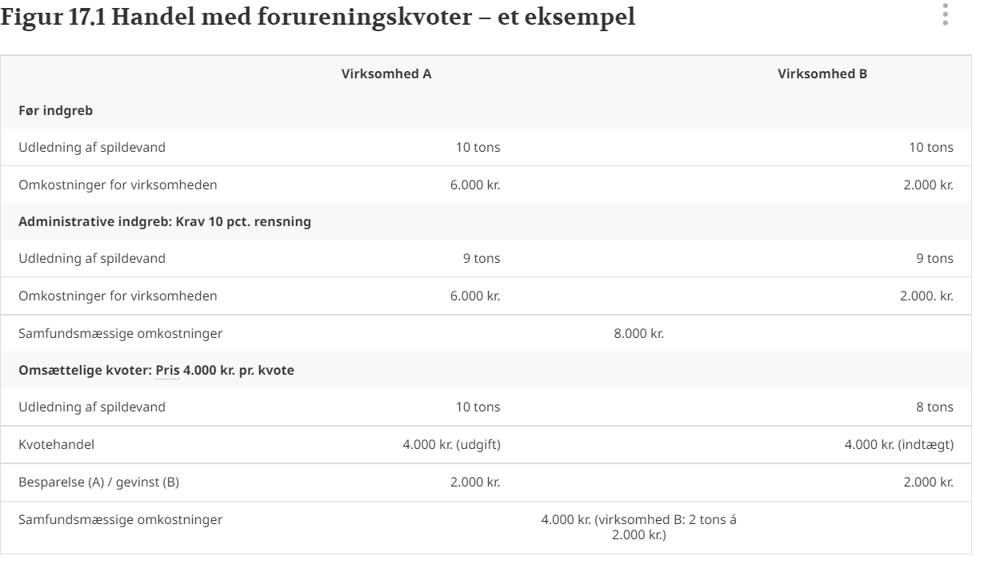 Figur 17.1 Handel med forureningskvoter – et eksempel
Virksomhed A Virksomhed B
Før indgreb
Udledning af spildevand 10 tons 10 tons
Omkostninger for virksomheden 6.000 kr. 2.000 kr.
Administrative indgreb: Krav 10 pct. rensning
Udledning af spildevand 9 tons 9 tons
Omkostninger for virksomheden 6.000 kr. 2.000. kr.
Samfundsmæssige omkostninger 8.000 kr.
Omsættelige kvoter: Pris 4.000 kr. pr. kvote
Udledning af spildevand 10 tons 8 tons
Kvotehandel 4.000 kr. (udgift) 4.000 kr. (indtægt)
Besparelse (A) / gevinst (B) 2.000 kr. 2.000 kr.
Samfundsmæssige omkostninger 4.000 kr. (virksomhed B: 2 tons á
2.000 kr.)